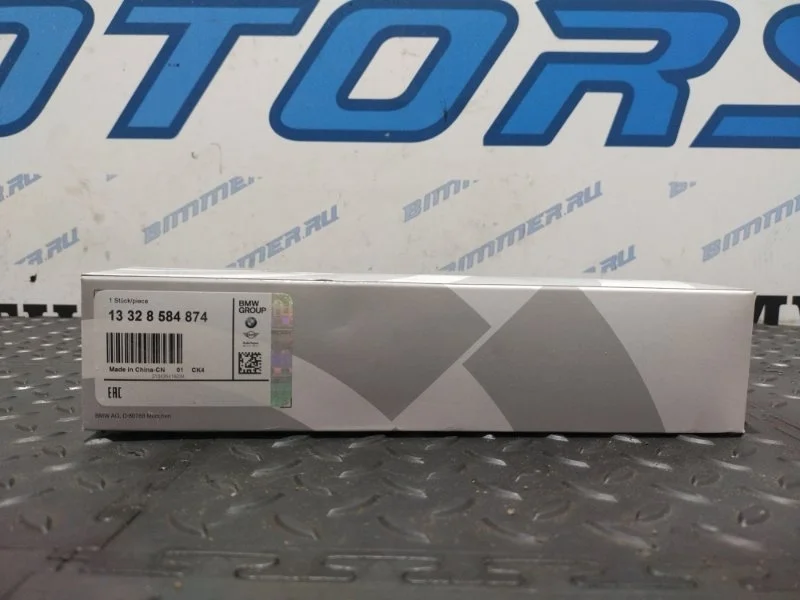 OTORS
BIMMER.RU
BIMMER.RU
BIMMER.RU
BIMMER.RU
BIMMER.RU
BIMMER.RU
1 Stück/piece
13 32 8 584 874
Made in China-CN 01 CK4
EAC
BMW AG, D 80788 München
BMW
GROUP